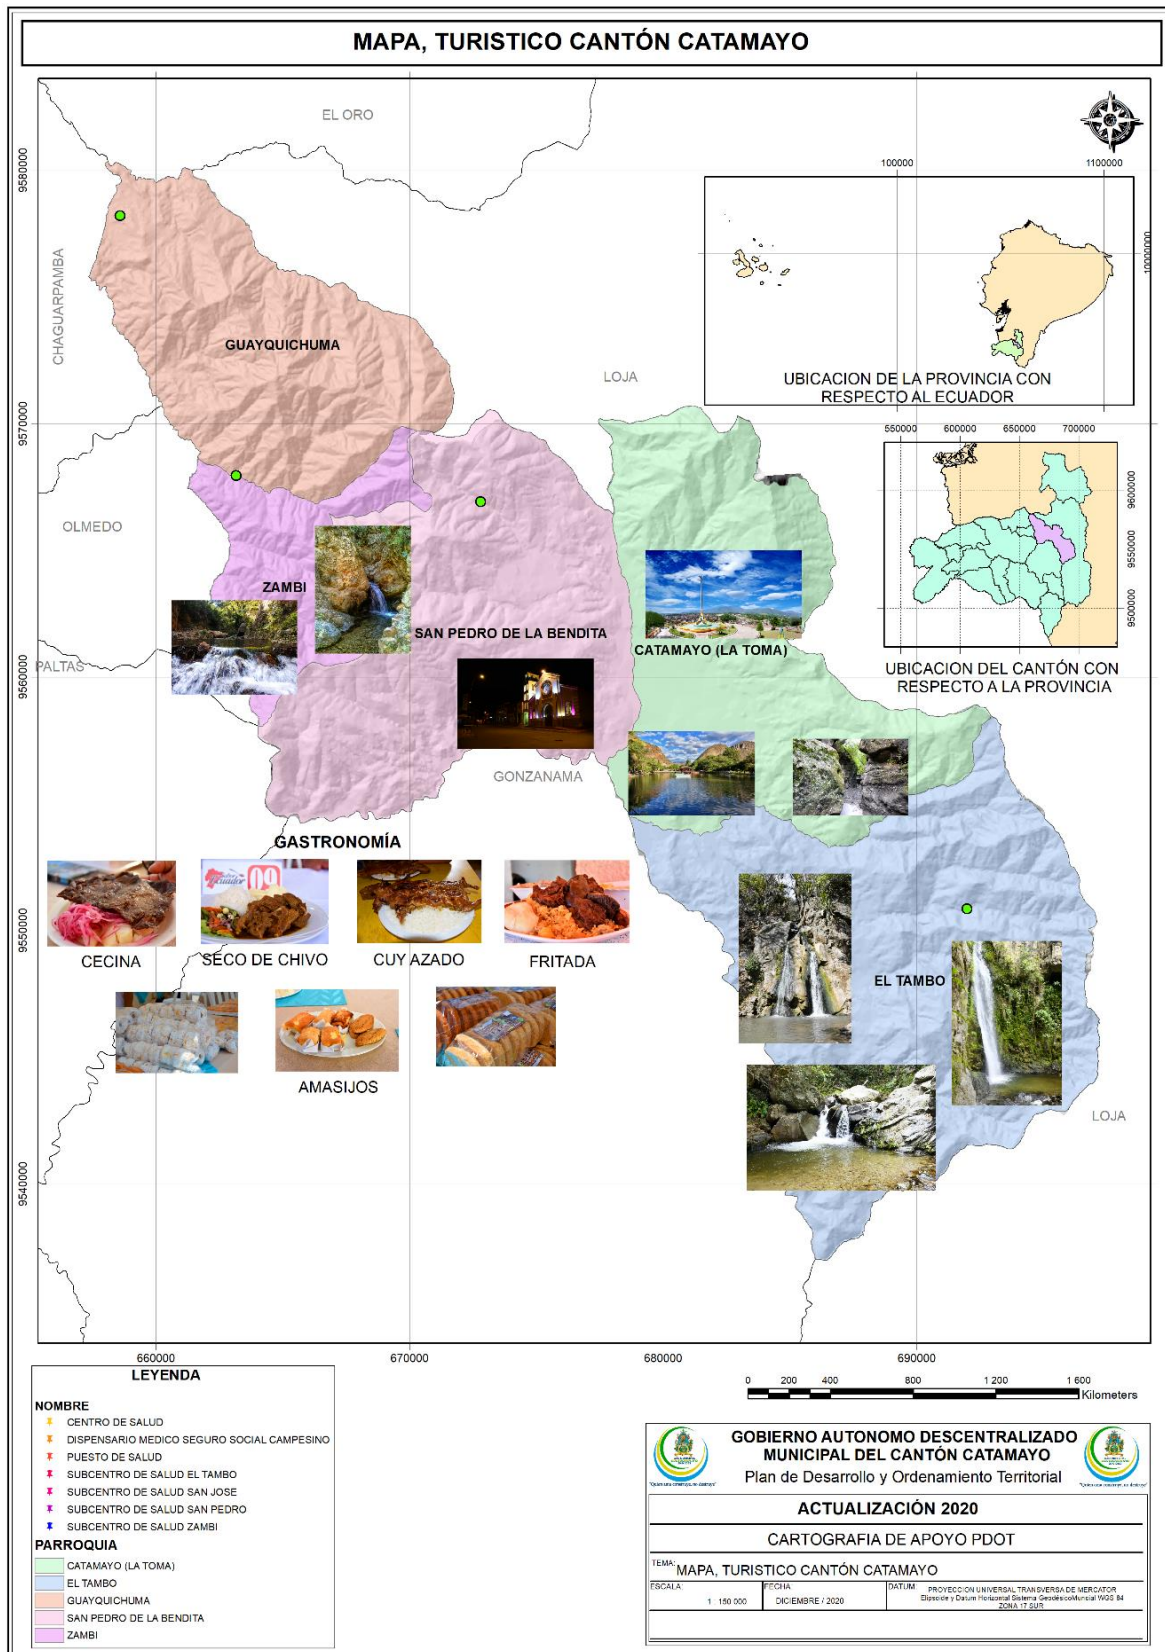 MAPA, TURISTICO CANTÓN CATAMAYO
EL ORO
CHAGUARPAMBA
GUAYQUICHUMA
LOJA
OLMEDO
ZAMBI
SAN PEDRO DE LA BENDITA
CATAMAYO (LA TOMA)
PALTAS
GONZANAMA
EL TAMBO
LOJA
9580000
9570000
9560000
9550000
9540000
660000
670000
680000
690000
100000
1100000
10000000
UBICACION DE LA PROVINCIA CON
RESPECTO AL ECUADOR
550000
600000
650000
700000
9600000
9550000
9500000
UBICACION DEL CANTÓN CON
RESPECTO A LA PROVINCIA
GASTRONOMÍA
CECINA
SECO DE CHIVO
CUY AZADO
FRITADA
AMASIJOS
LEYENDA
NOMBRE
CENTRO DE SALUD
DISPENSARIO MEDICO SEGURO SOCIAL CAMPESINO
PUESTO DE SALUD
SUBCENTRO DE SALUD EL TAMBO
SUBCENTRO DE SALUD SAN JOSE
SUBCENTRO DE SALUD SAN PEDRO
SUBCENTRO DE SALUD ZAMBI
PARROQUIA
CATAMAYO (LA TOMA)
EL TAMBO
GUAYQUICHUMA
SAN PEDRO DE LA BENDITA
ZAMBI
0 200 400 800 1 200 1 600
Kilometers
GOBIERNO AUTONOMO DESCENTRALIZADO
MUNICIPAL DEL CANTÓN CATAMAYO
Plan de Desarrollo y Ordenamiento Territorial
ACTUALIZACIÓN 2020
CARTOGRAFIA DE APOYO PDOT
TEMA: MAPA, TURISTICO CANTÓN CATAMAYO
ESCALA: 1 : 150 000
FECHA: DICIEMBRE / 2020
DATUM: PROYECCION UNIVERSAL TRANSVERSA DE MERCATOR
ZONA 17 SUR